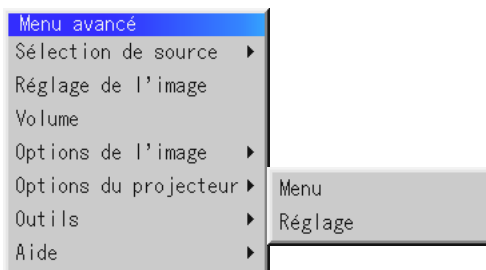 Menu avancé
Sélection de source
Réglage de l'image
Volume
Options de l'image
Options du projecteur
Outils
Aide
Menu
Réglage